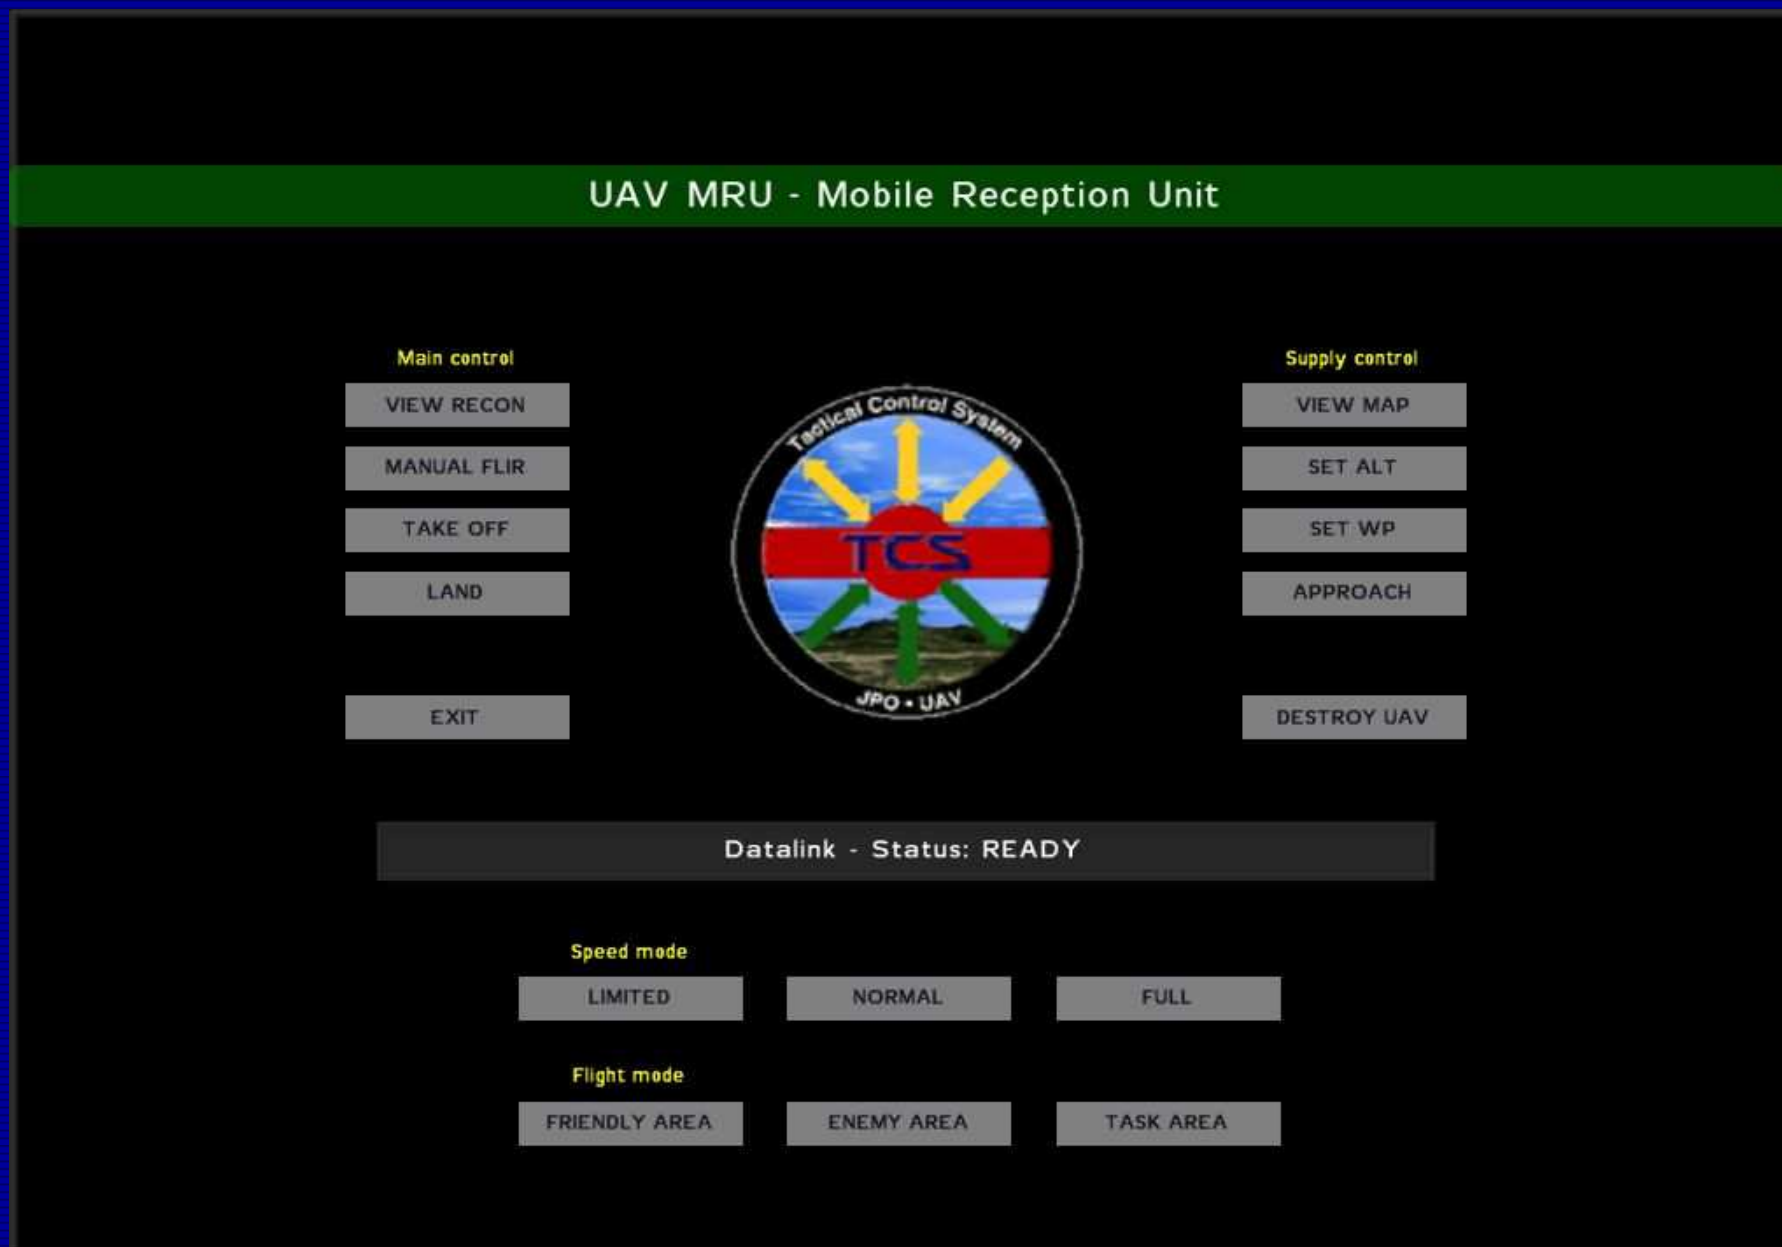 UAV MRU - Mobile Reception Unit
Main control
VIEW RECON
MANUAL FLIR
TAKE OFF
LAND
EXIT
Tactical Control System
TCS
JPO • UAV
Supply control
VIEW MAP
SET ALT
SET WP
APPROACH
DESTROY UAV
Datalink - Status: READY
Speed mode
LIMITED
NORMAL
FULL
Flight mode
FRIENDLY AREA
ENEMY AREA
TASK AREA